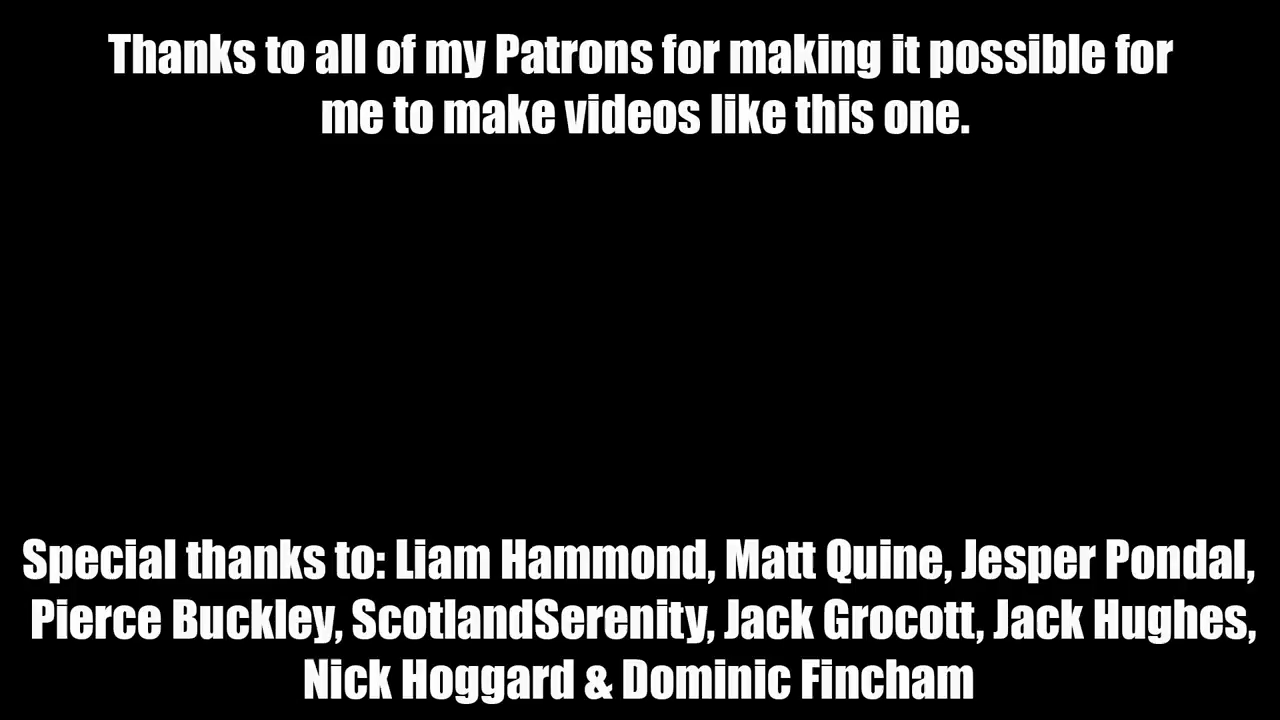 Thanks to all of my Patrons for making it possible for
me to make videos like this one.
Special thanks to: Liam Hammond, Matt Quine, Jesper Pondal,
Pierce Buckley, ScotlandSerenity, Jack Grocott, Jack Hughes,
Nick Hoggard & Dominic Fincham